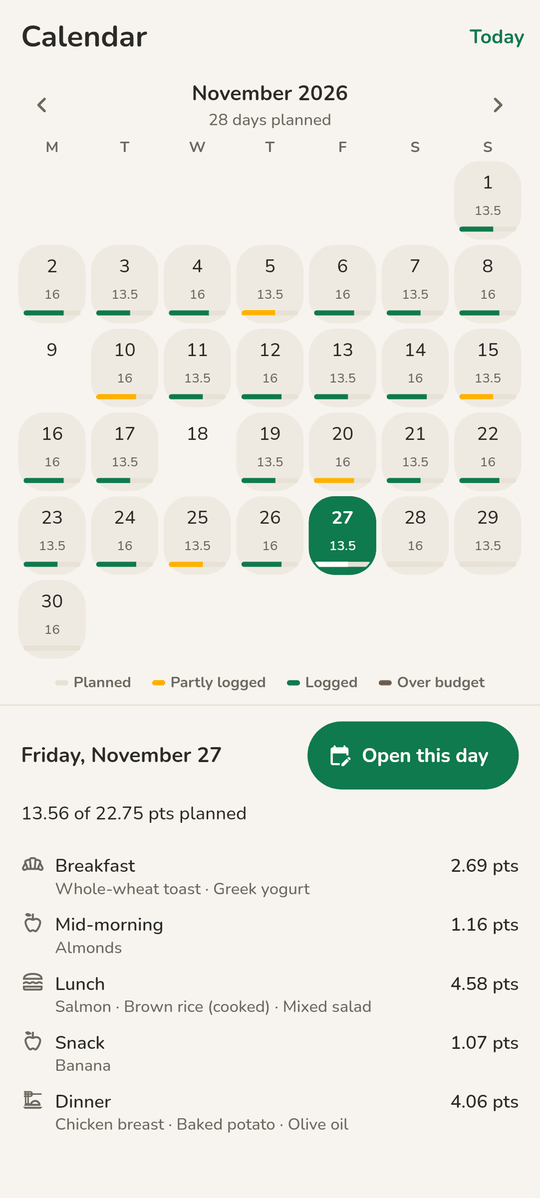 Calendar
Today
November 2026
28 days planned
M T W T F S S
1
13.5
2 3 4 5 6 7 8
16 13.5 16 13.5 16 13.5 16
9 10 11 12 13 14 15
16 13.5 16 13.5 16 13.5
16 17 18 19 20 21 22
16 13.5 13.5 16 13.5 16
23 24 25 26 27 28 29
13.5 16 13.5 16 13.5 16 13.5
30
16
Planned Partly logged Logged Over budget
Friday, November 27
Open this day
13.56 of 22.75 pts planned
Breakfast 2.69 pts
Whole-wheat toast · Greek yogurt
Mid-morning 1.16 pts
Almonds
Lunch 4.58 pts
Salmon · Brown rice (cooked) · Mixed salad
Snack 1.07 pts
Banana
Dinner 4.06 pts
Chicken breast · Baked potato · Olive oil